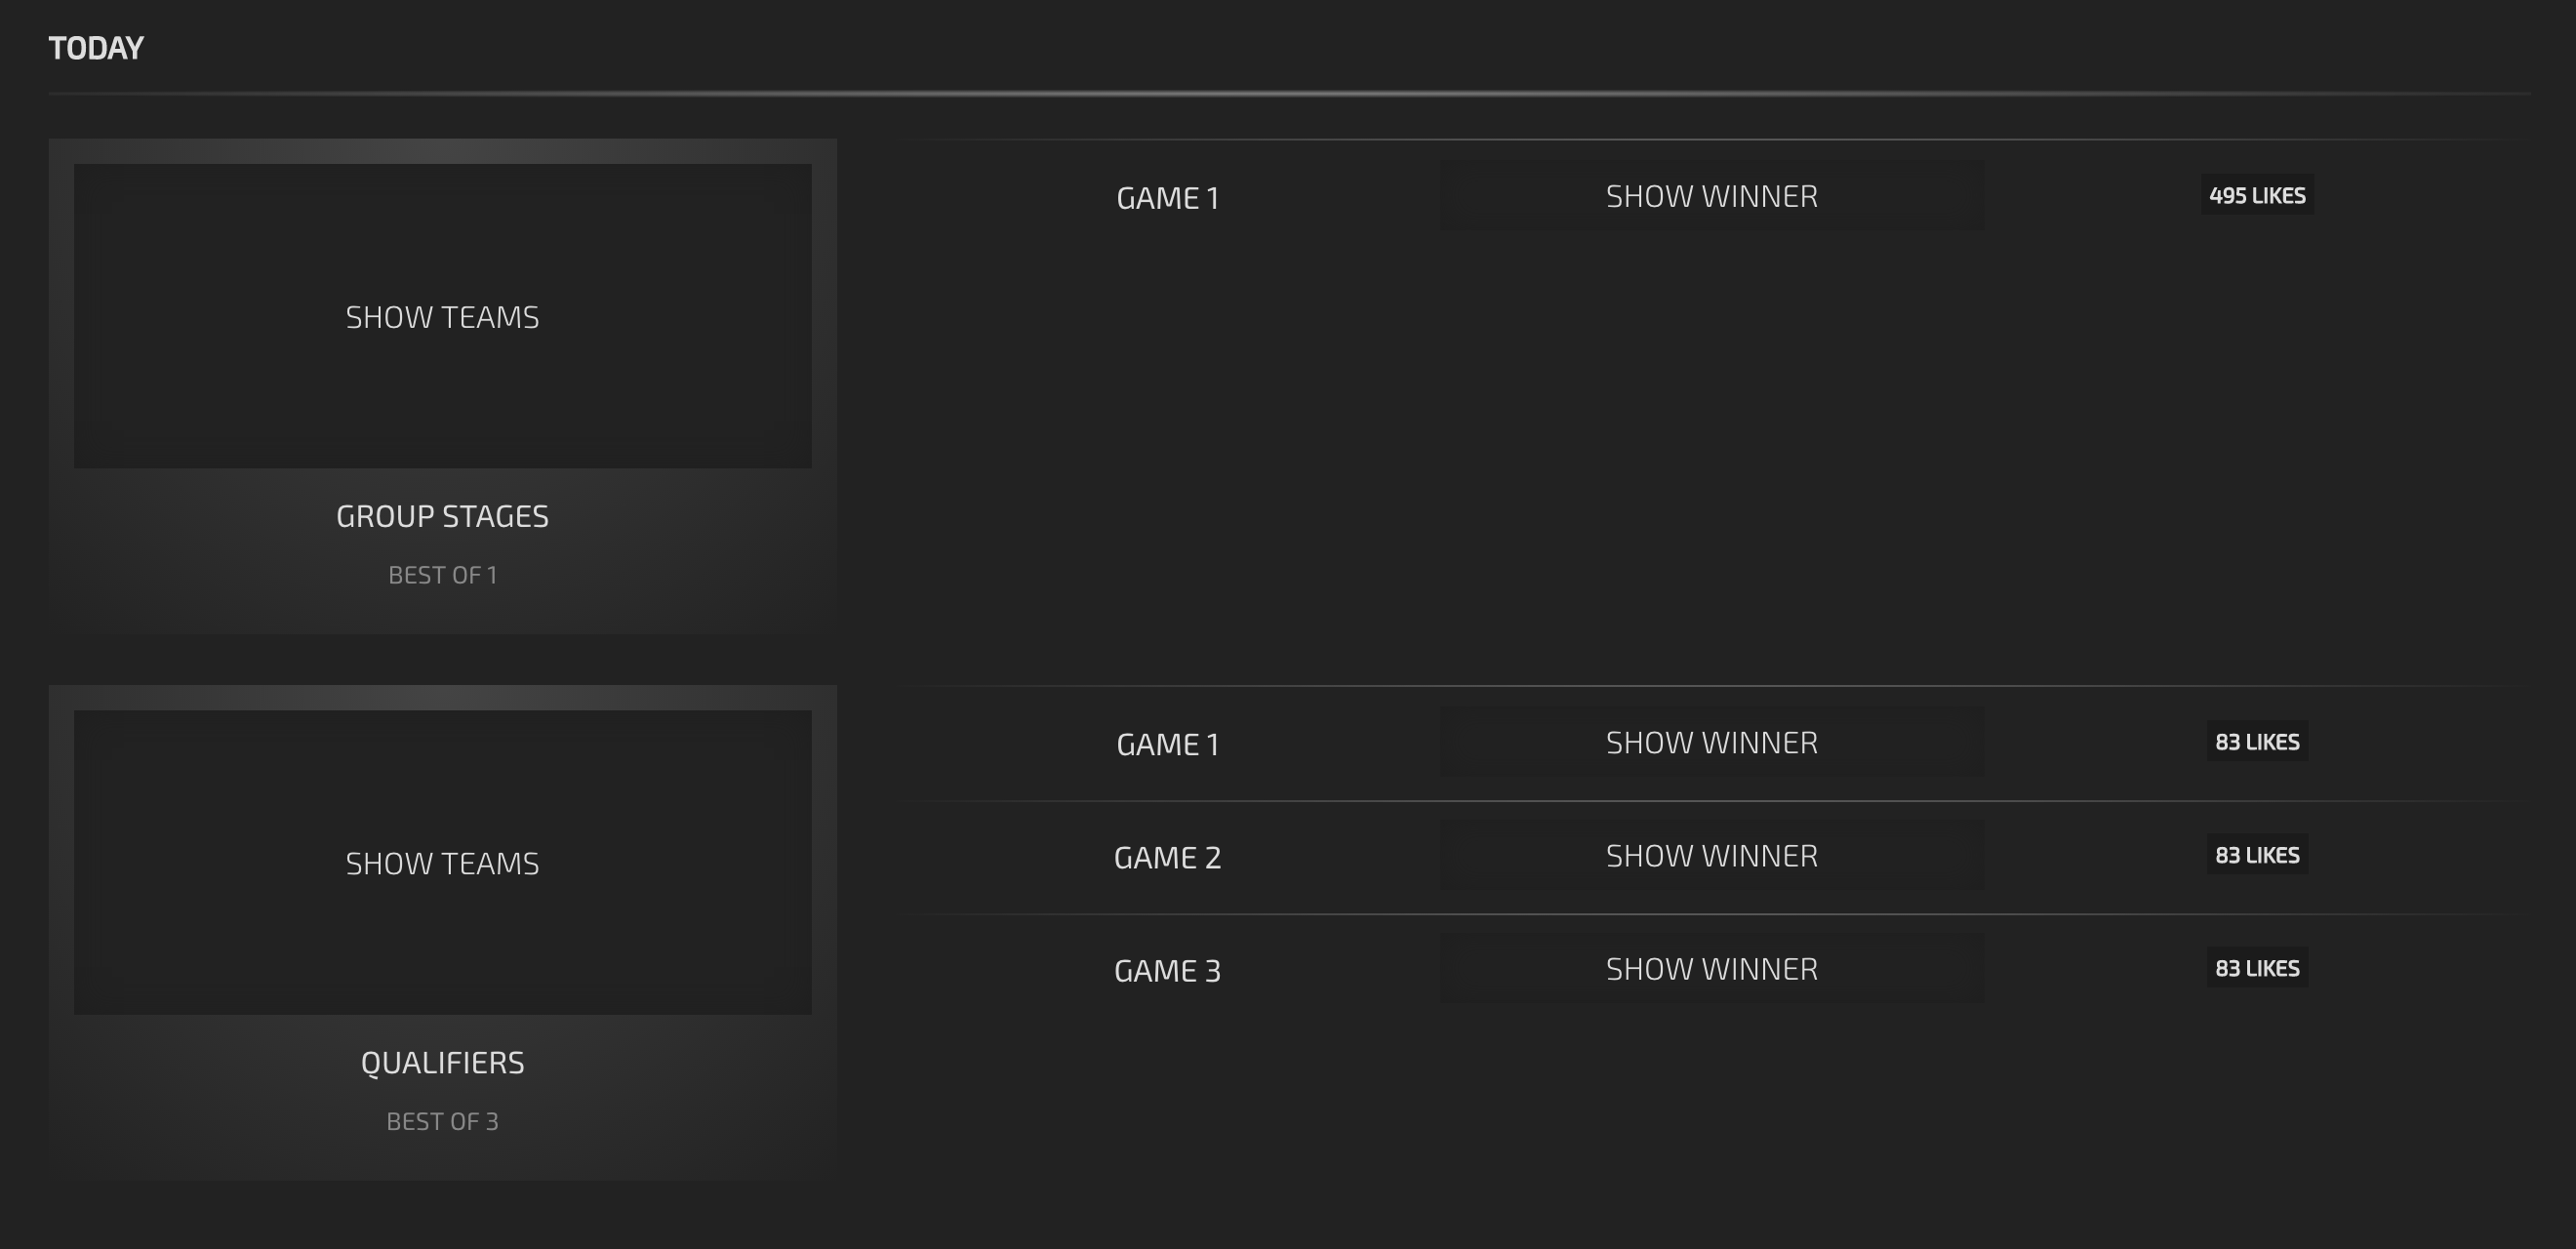 TODAY
SHOW TEAMS
GROUP STAGES
BEST OF 1
GAME 1 SHOW WINNER 495 LIKES
SHOW TEAMS
QUALIFIERS
BEST OF 3
GAME 1 SHOW WINNER 83 LIKES
GAME 2 SHOW WINNER 83 LIKES
GAME 3 SHOW WINNER 83 LIKES